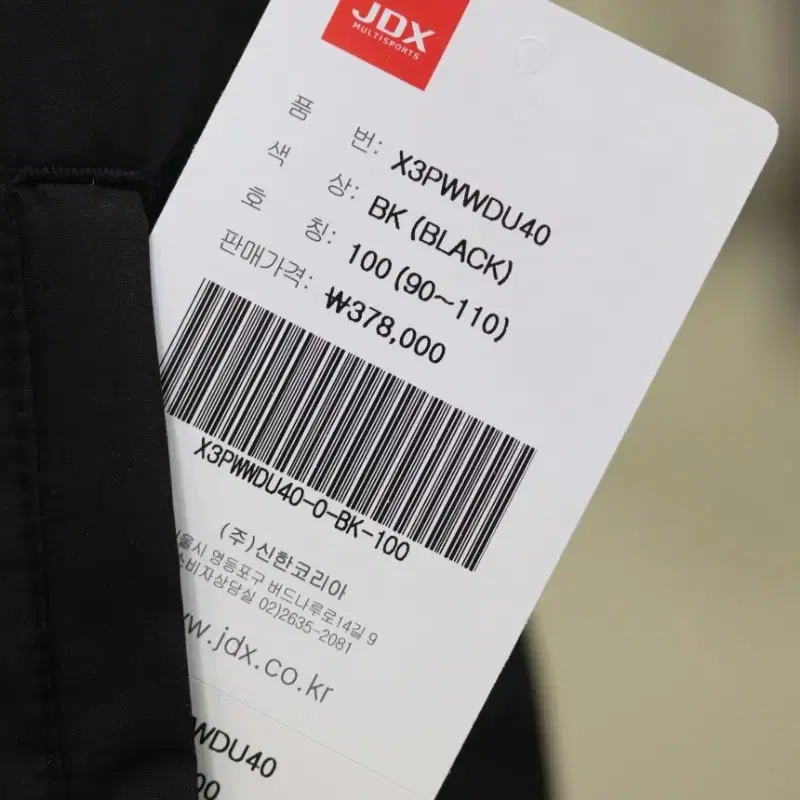 JDX
MULTISPORTS
품 번: X3PWWDU40
색 상: BK (BLACK)
호 칭: 100 (90~110)
판매가격: ₩378,000
X3PWWDU40-0-BK-100
(주)신한코리아
울시 영등포구 버드나루로14길 9
소비자상담실 02)2635-2081
w.jdx.co.kr
WDU40
00